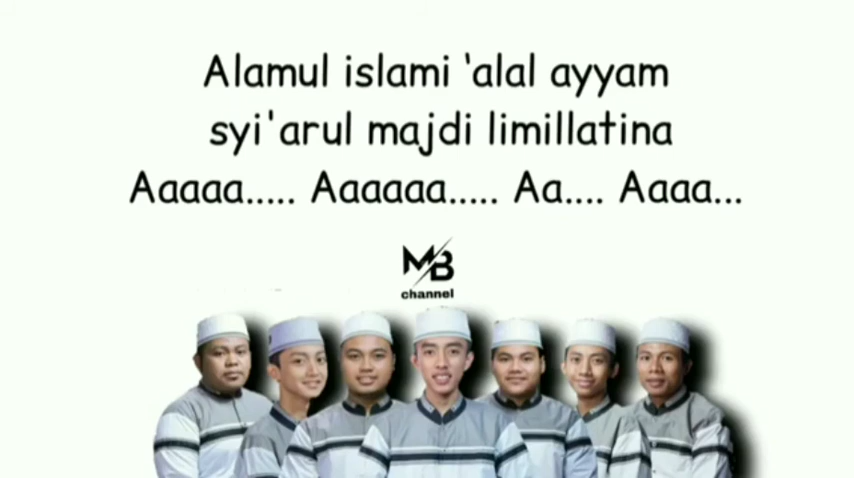 Alamul islami ‘alal ayyam
syi'arul majdi limillatina
Aaaaa..... Aaaaaa..... Aa.... Aaaa...
MB
channel